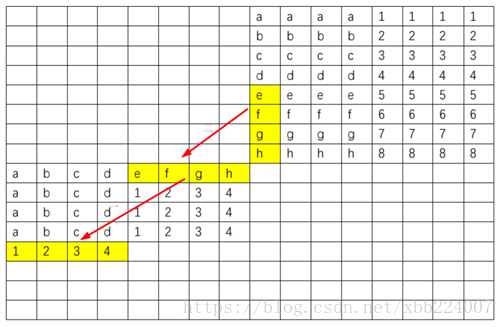 a a a a 1 1 1 1
b b b b 2 2 2 2
c c c c 3 3 3 3
d d d d 4 4 4 4
e e e e 5 5 5 5
f f f f 6 6 6 6
g g g g 7 7 7 7
h h h h 8 8 8 8
a b c d e f g h
a b c d 1 2 3 4
a b c d 1 2 3 4
a b c d 1 2 3 4
1 2 3 4
https://blog.csdn.net/xbb224007